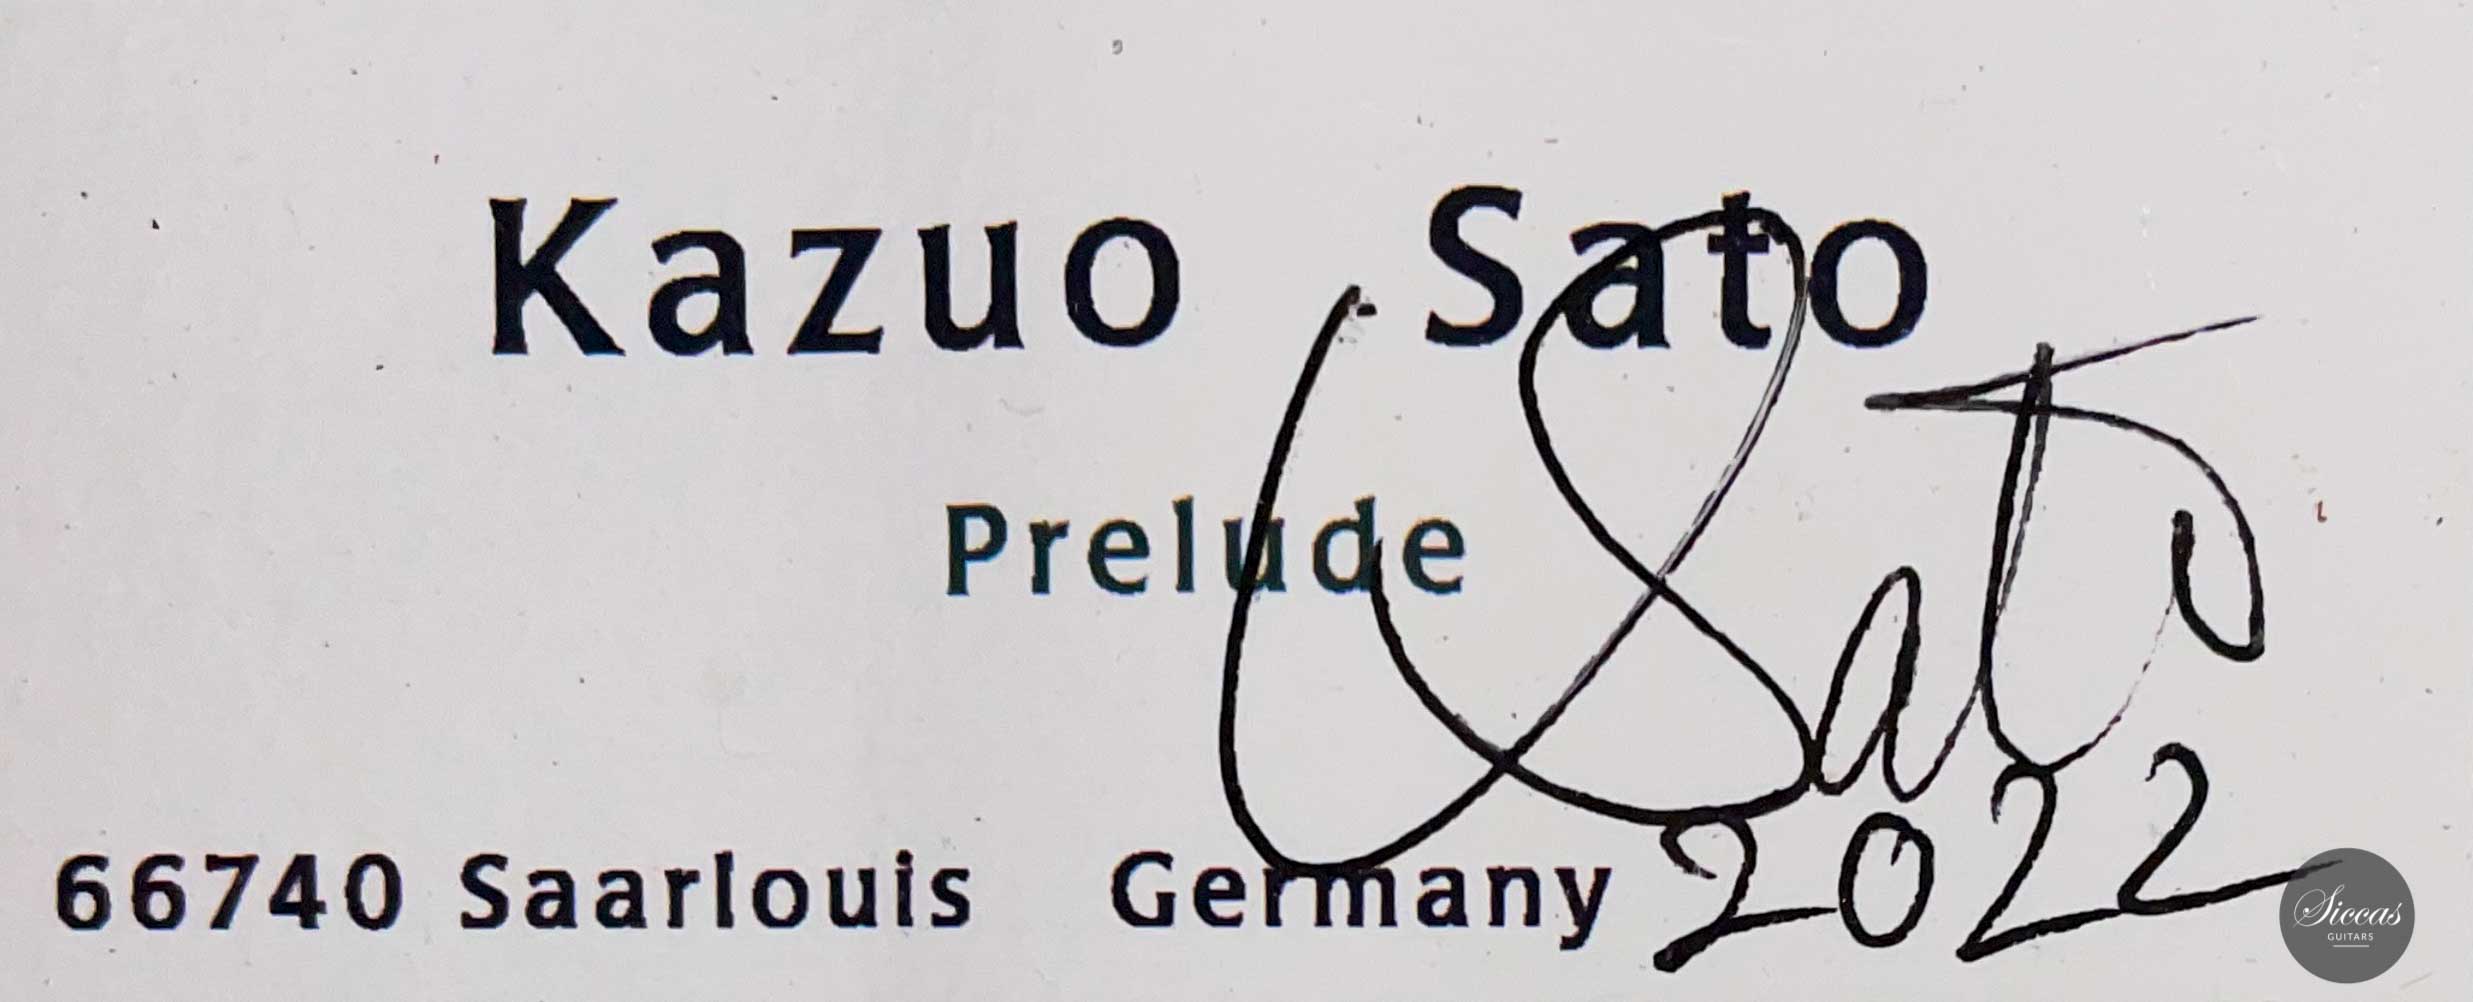 Kazuo Sato
Prelude
Sato
66740 Saarlouis Germany 2022
Siccas
GUITARS